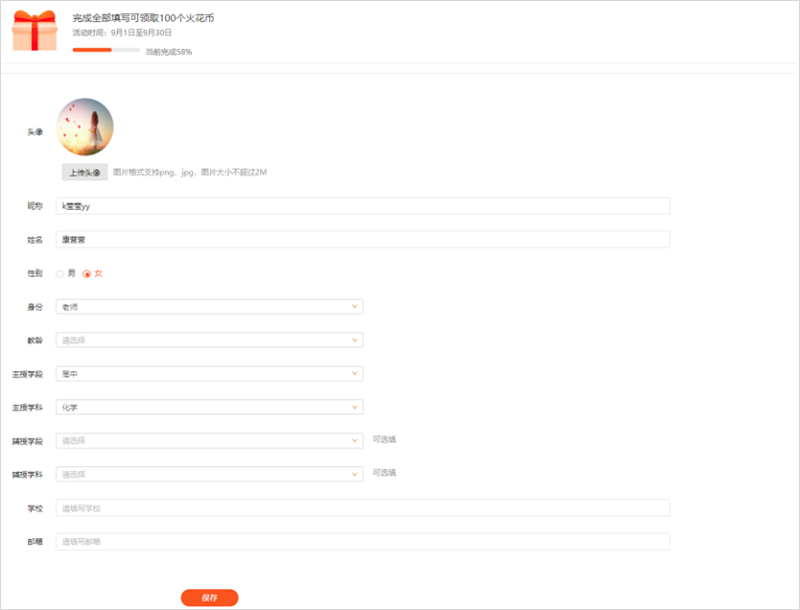 完成全部填写可领取100个火花币
活动时间：9月1日至9月30日
当前完成58%
头像
上传头像 图片格式支持png、jpg，图片大小不超过2M
昵称 k莹莹yy
姓名 康营营
性别 男 女
身份 老师
教龄 请选择
主授学段 高中
主授学科 化学
辅授学段 请选择 可选填
辅授学科 请选择 可选填
学校 请填写学校
邮箱 请填写邮箱
保存